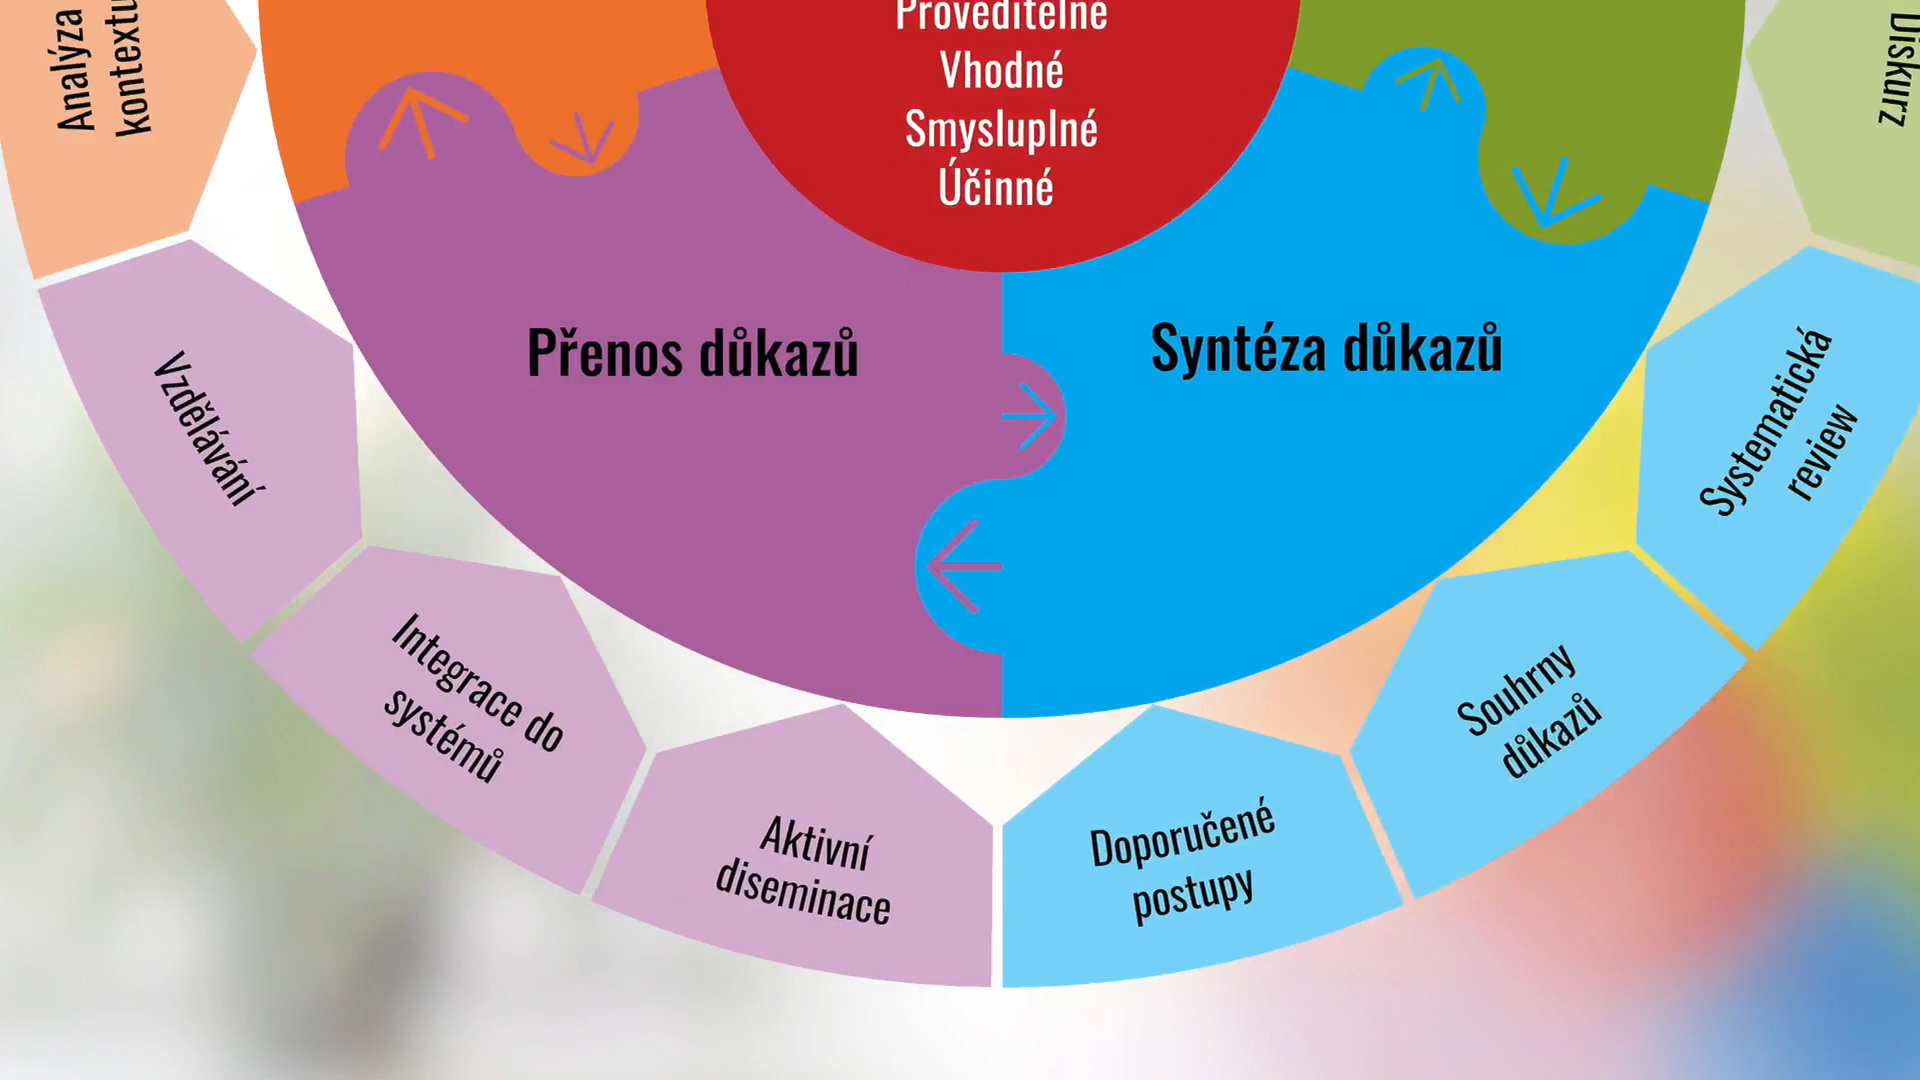 Analýza
kontextu
Proveditelné
Vhodné
Smysluplné
Účinné
Diskurz
Přenos důkazů
Syntéza důkazů
Vzdělávání
Systematická
review
Integrace do
systémů
Souhrny
důkazů
Aktivní
diseminace
Doporučené
postupy